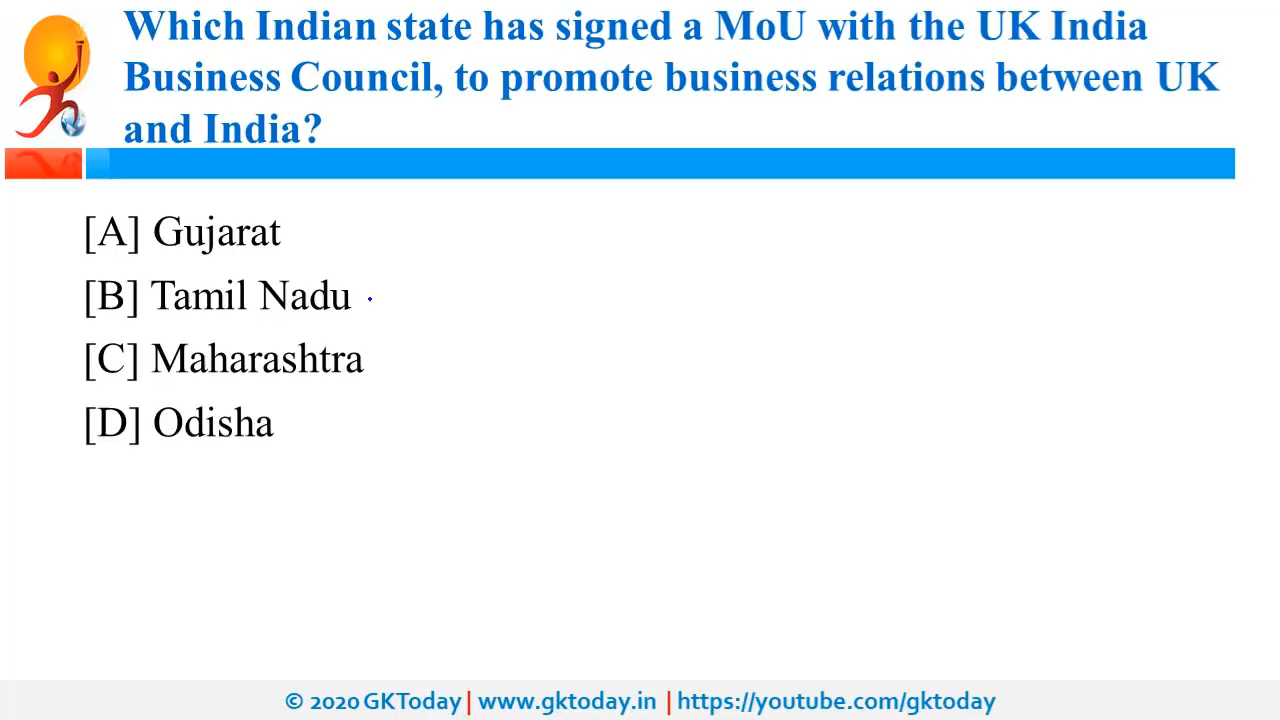 Which Indian state has signed a MoU with the UK India
Business Council, to promote business relations between UK
and India?
[A] Gujarat
[B] Tamil Nadu
[C] Maharashtra
[D] Odisha
© 2020 GKToday | www.gktoday.in | https://youtube.com/gktoday